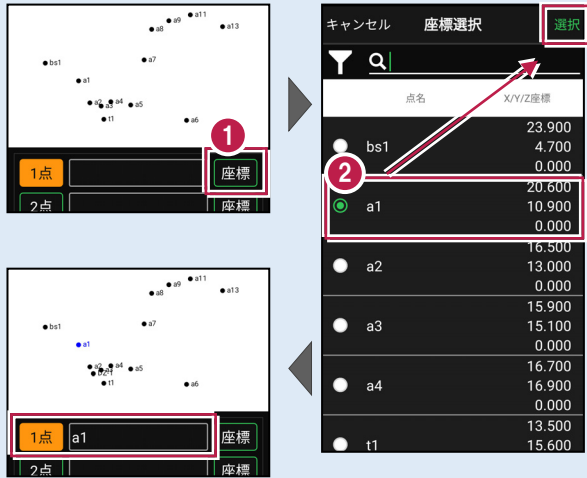 a11
a9
a8
a13
bs1
a7
a1
a2 a3 a4 a5
t1
a6
1
1点
座標
2点
座標
キャンセル 座標選択 選択
点名 X/Y/Z座標
23.900
bs1 4.700
0.000
2
20.600
a1 10.900
0.000
16.500
a2 13.000
0.000
15.900
a3 15.100
0.000
16.700
a4 16.900
0.000
13.500
t1 15.600
a11
a9
a8
a13
bs1
a7
a1
a2 a4 a5
t1
a6
1点 a1 座標
2点 座標